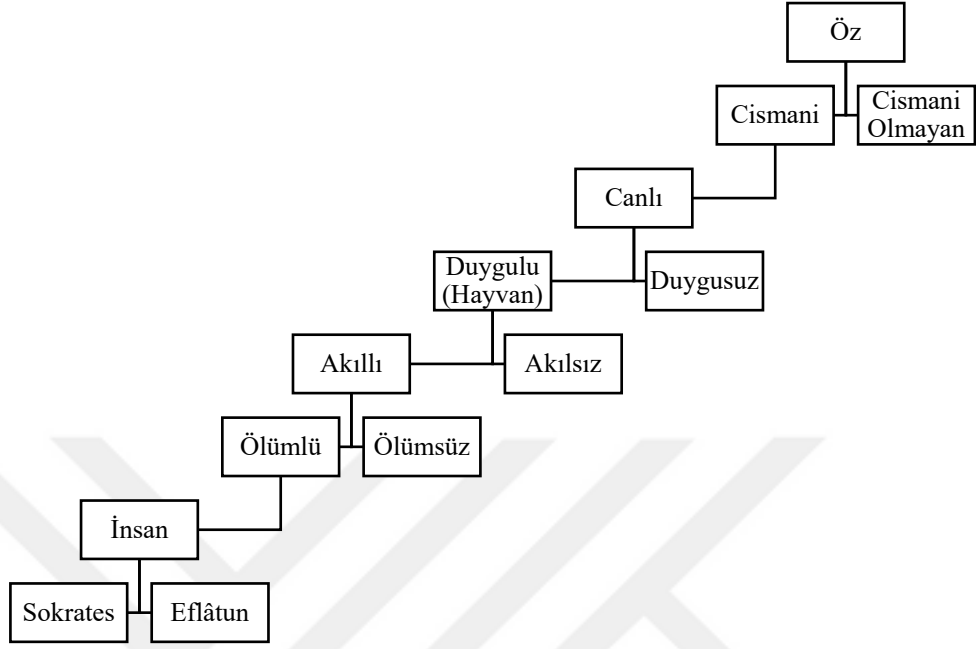 Öz
Cismani
Cismani
Olmayan
Canlı
Duygulu
(Hayvan)
Duygusuz
Akıllı
Akılsız
Ölümlü
Ölümsüz
İnsan
Sokrates
Eflâtun